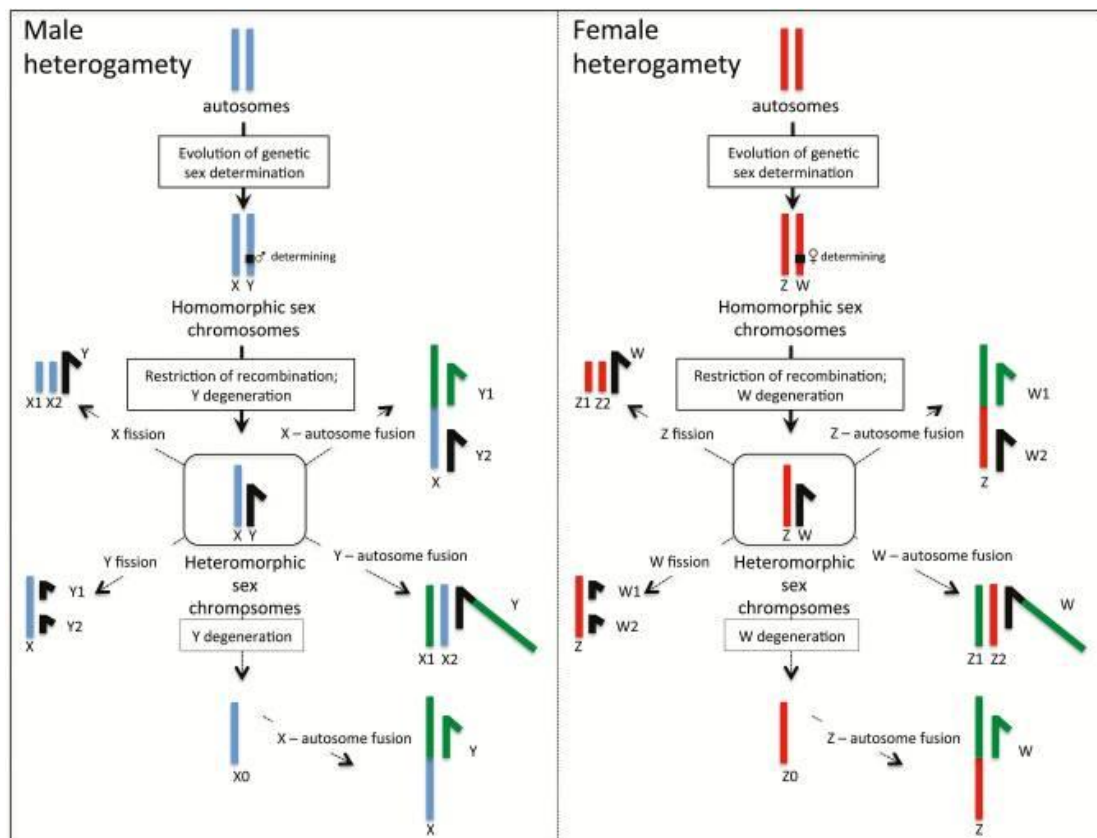 Male
heterogamety
autosomes
Evolution of genetic
sex determination
♂ determining
X Y
Homomorphic sex
chromosomes
Restriction of recombination;
Y degeneration
Y
X1 X2
X fission
X – autosome fusion
Y1
Y2
X
X Y
Heteromorphic
sex
chrompsomes
Y fission
Y1
Y2
X
Y – autosome fusion
Y
X1 X2
Y degeneration
X0
X – autosome fusion
Y
X
Female
heterogamety
autosomes
Evolution of genetic
sex determination
♀ determining
Z W
Homomorphic sex
chromosomes
Restriction of recombination;
W degeneration
W
Z1 Z2
Z fission
Z – autosome fusion
W1
W2
Z
Z W
Heteromorphic
sex
chrompsomes
W fission
W1
W2
Z
W – autosome fusion
W
Z1 Z2
W degeneration
Z0
Z – autosome fusion
W
Z